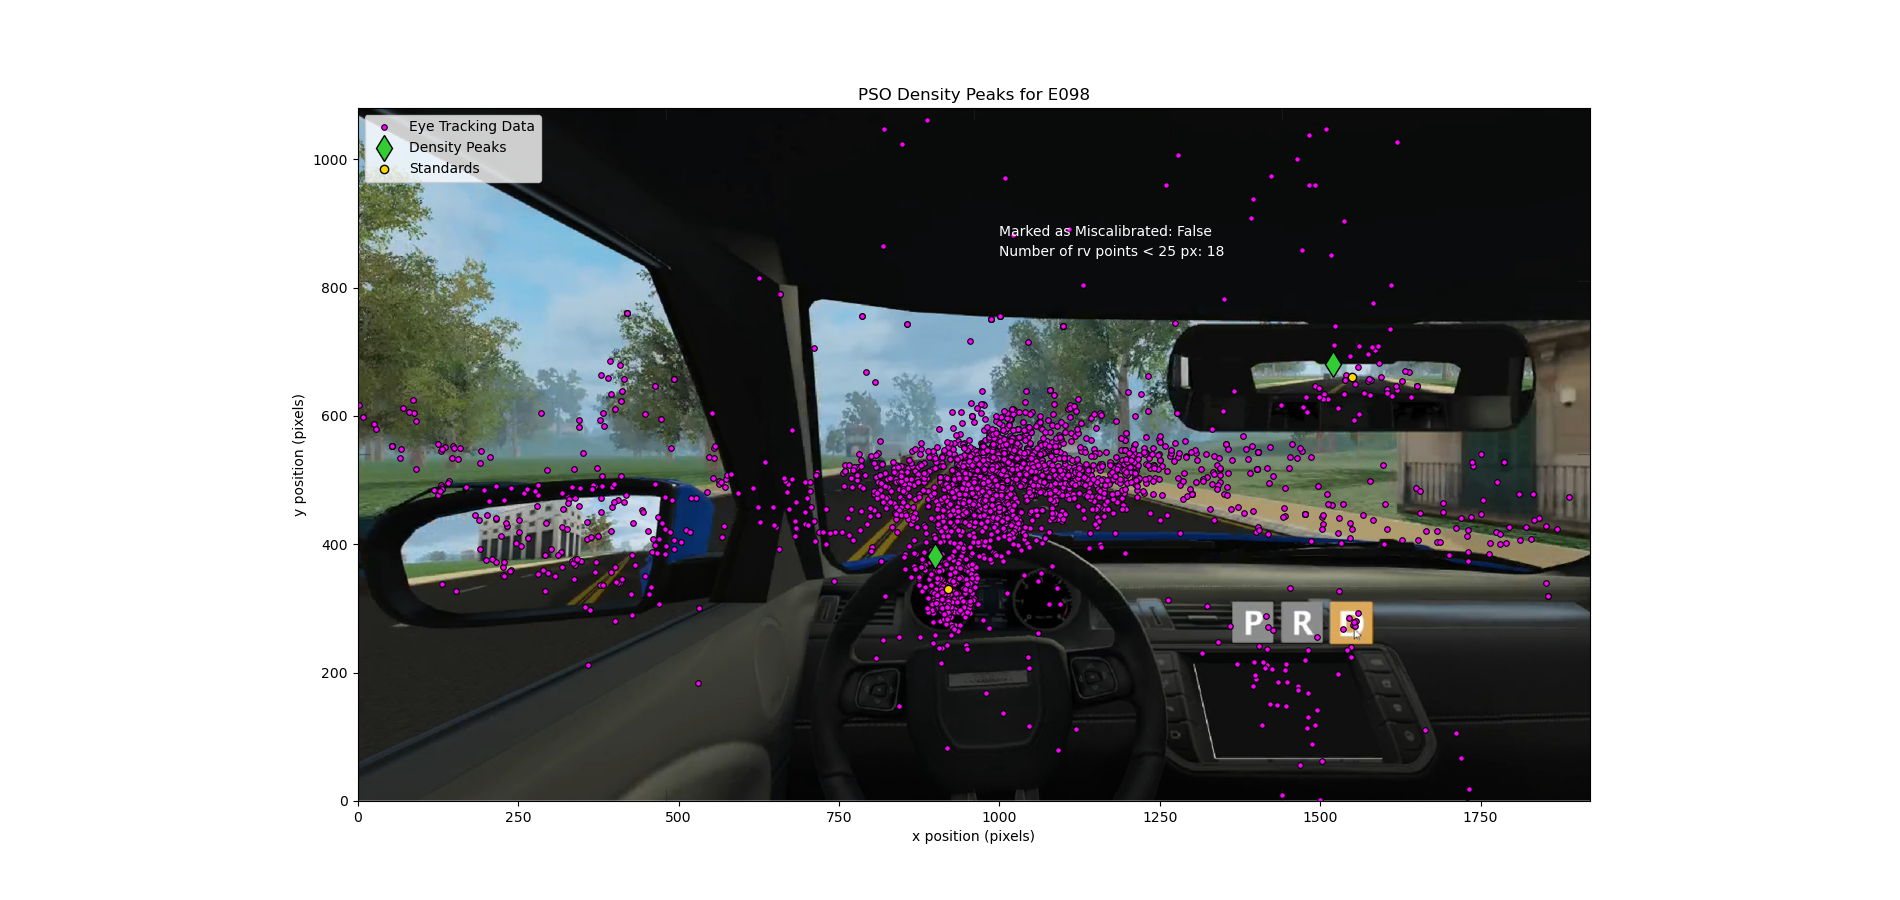 PSO Density Peaks for E098
Eye Tracking Data
Density Peaks
Standards
Marked as Miscalibrated: False
Number of rv points < 25 px: 18
1000
800
600
400
200
0
y position (pixels)
P R D
0 250 500 750 1000 1250 1500 1750
x position (pixels)